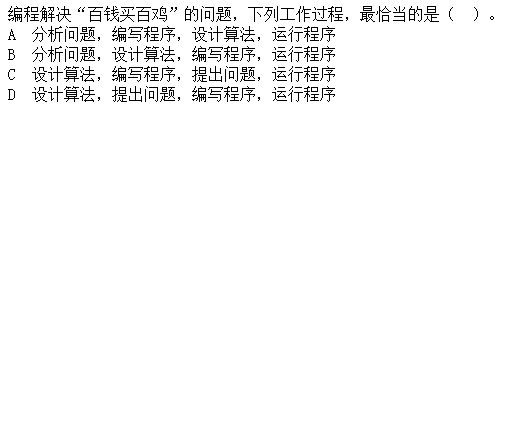 编程解决“百钱买百鸡”的问题，下列工作过程，最恰当的是（　）。
A　分析问题，编写程序，设计算法，运行程序
B　分析问题，设计算法，编写程序，运行程序
C　设计算法，编写程序，提出问题，运行程序
D　设计算法，提出问题，编写程序，运行程序